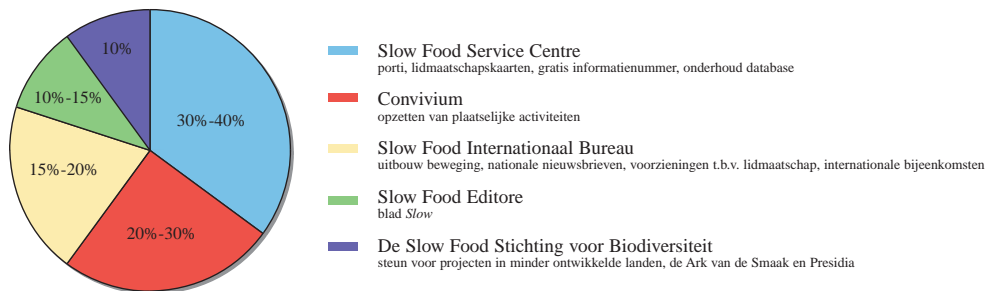 10%
10%-15%
30%-40%
15%-20%
20%-30%
Slow Food Service Centre
porti, lidmaatschapskaarten, gratis informatienummer, onderhoud database
Convivium
opzetten van plaatselijke activiteiten
Slow Food Internationaal Bureau
uitbouw beweging, nationale nieuwsbrieven, voorzieningen t.b.v. lidmaatschap, internationale bijeenkomsten
Slow Food Editore
blad Slow
De Slow Food Stichting voor Biodiversiteit
steun voor projecten in minder ontwikkelde landen, de Ark van de Smaak en Presidia